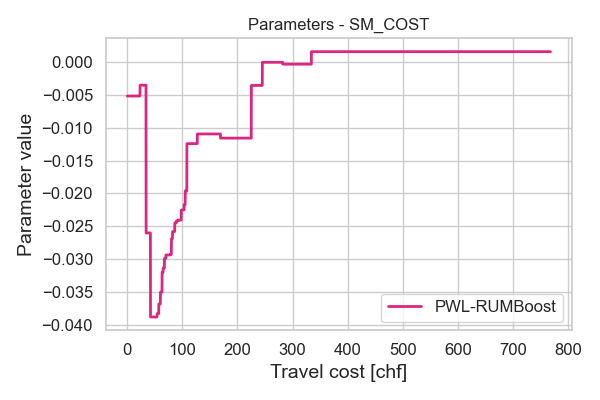 Parameters - SM_COST
Parameter value
0.000
−0.005
−0.010
−0.015
−0.020
−0.025
−0.030
−0.035
−0.040
PWL-RUMBoost
0 100 200 300 400 500 600 700 800
Travel cost [chf]